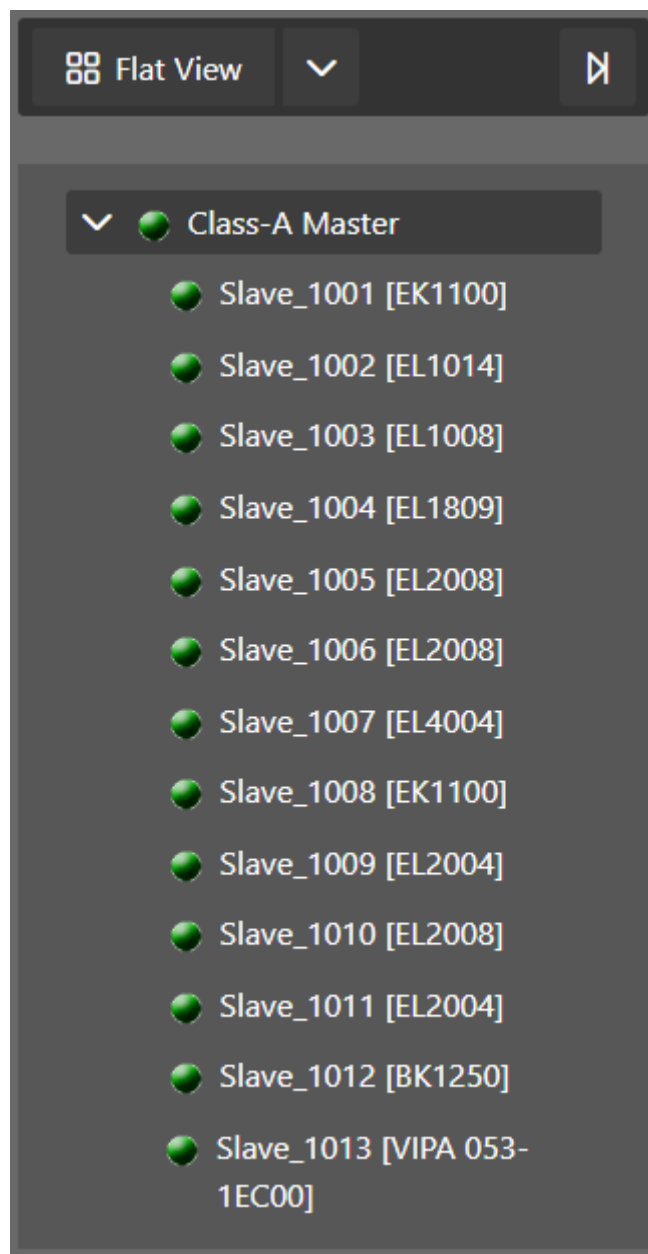 Flat View
Class-A Master
Slave_1001 [EK1100]
Slave_1002 [EL1014]
Slave_1003 [EL1008]
Slave_1004 [EL1809]
Slave_1005 [EL2008]
Slave_1006 [EL2008]
Slave_1007 [EL4004]
Slave_1008 [EK1100]
Slave_1009 [EL2004]
Slave_1010 [EL2008]
Slave_1011 [EL2004]
Slave_1012 [BK1250]
Slave_1013 [VIPA 053-
1EC00]